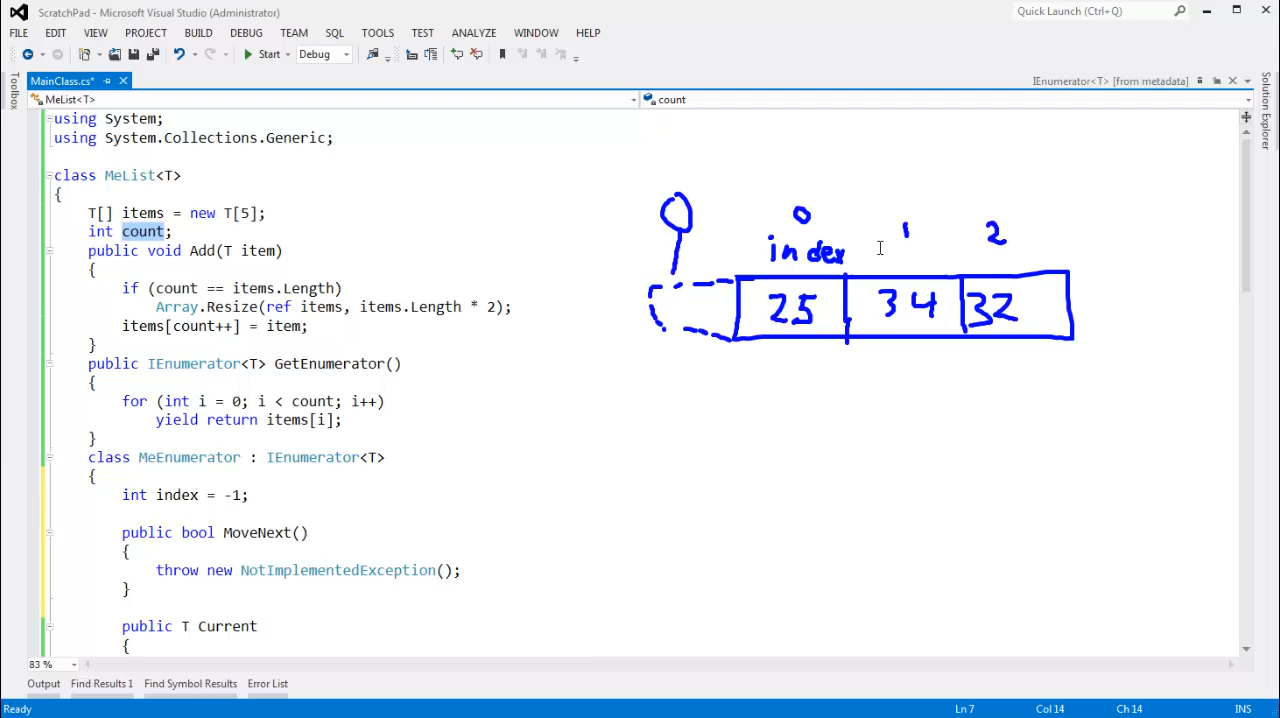 ScratchPad - Microsoft Visual Studio (Administrator)
Quick Launch (Ctrl+Q)
FILE EDIT VIEW PROJECT BUILD DEBUG TEAM SQL TOOLS TEST ANALYZE WINDOW HELP
Start Debug
Toolbox
MainClass.cs*
IEnumerator<T> [from metadata]
Solution Explorer
MeList<T>
count
using System;
using System.Collections.Generic;
class MeList<T>
{
T[] items = new T[5];
int count;
public void Add(T item)
{
if (count == items.Length)
Array.Resize(ref items, items.Length * 2);
items[count++] = item;
}
public IEnumerator<T> GetEnumerator()
{
for (int i = 0; i < count; i++)
yield return items[i];
}
class MeEnumerator : IEnumerator<T>
{
int index = -1;
public bool MoveNext()
{
throw new NotImplementedException();
}
public T Current
{
0 1 2
index
25 34 32
83 %
Output Find Results 1 Find Symbol Results Error List
Ready Ln 7 Col 14 Ch 14 INS